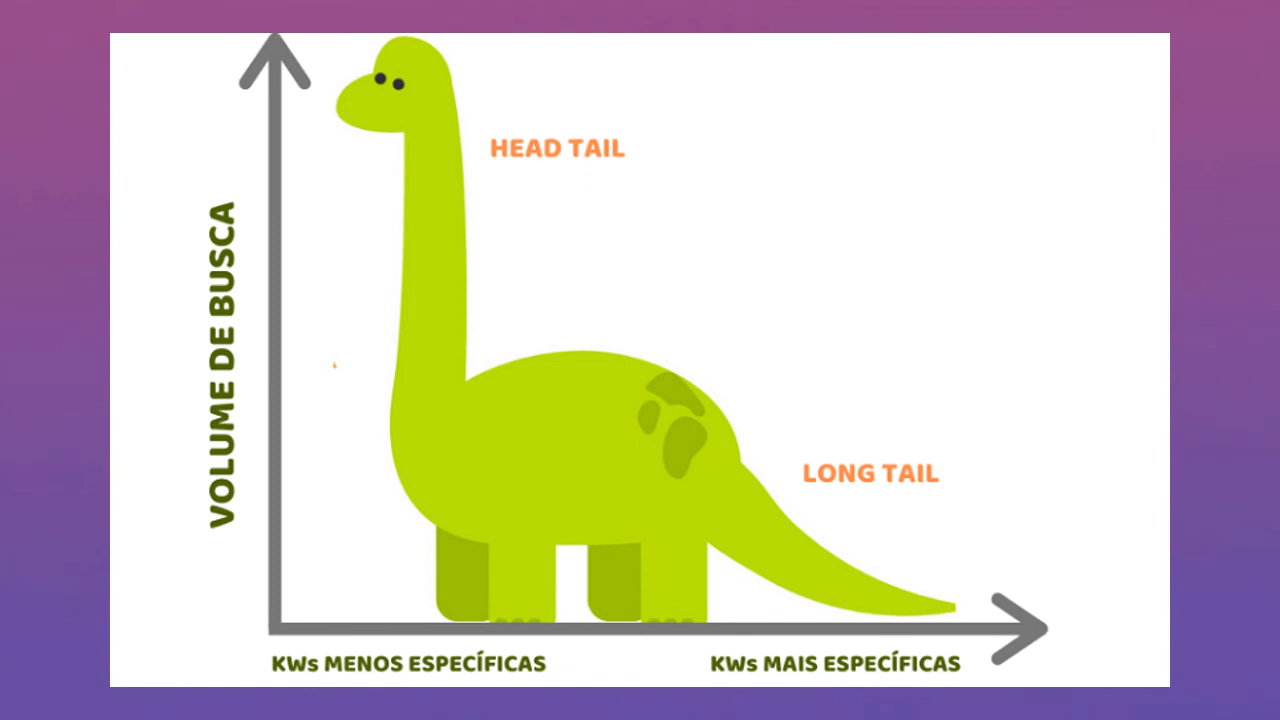 HEAD TAIL
VOLUME DE BUSCA
LONG TAIL
KWs MENOS ESPECÍFICAS
KWs MAIS ESPECÍFICAS